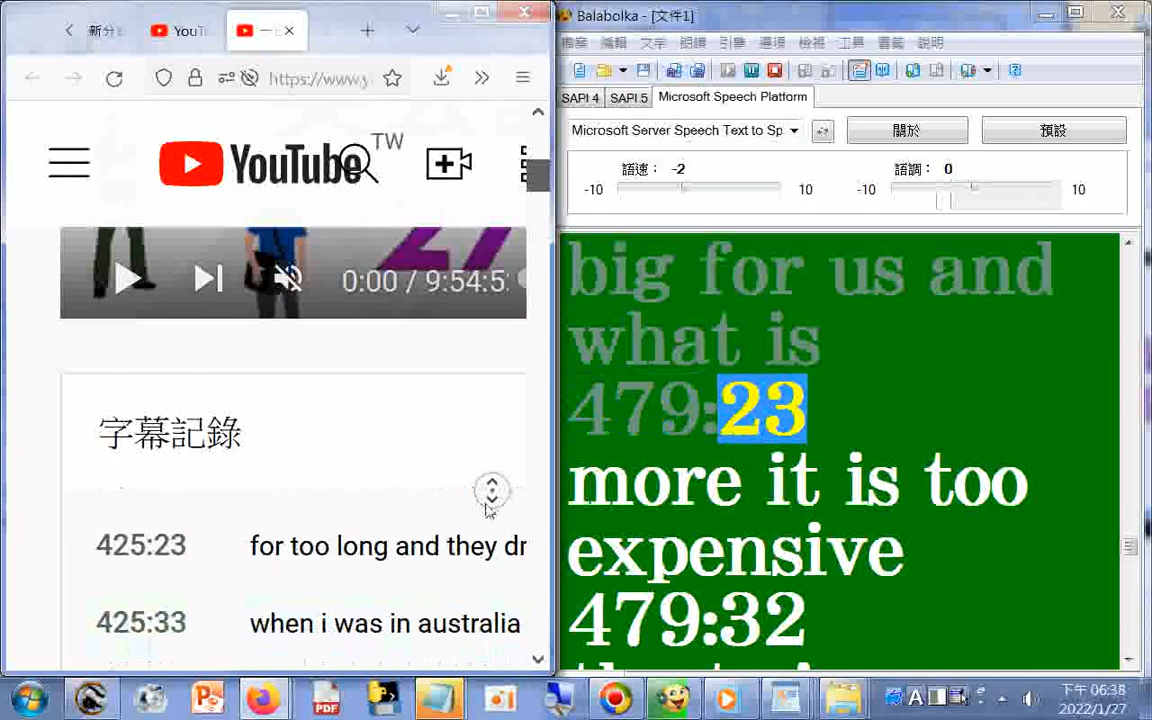 新分
YouT
一
https://www.y
YouTube TW
27
0:00 / 9:54:5
字幕記錄
425:23 for too long and they dr
425:33 when i was in australia
Balabolka - [文件1]
檔案 編輯 文字 閱讀 引擎 選項 檢視 工具 書籤 說明
SAPI 4 SAPI 5 Microsoft Speech Platform
Microsoft Server Speech Text to Sp
關於
預設
語速： -2
-10 10
語調： 0
-10 10
big for us and
what is
479:23
more it is too
expensive
479:32
PDF
A
下午 06:38
2022/1/27